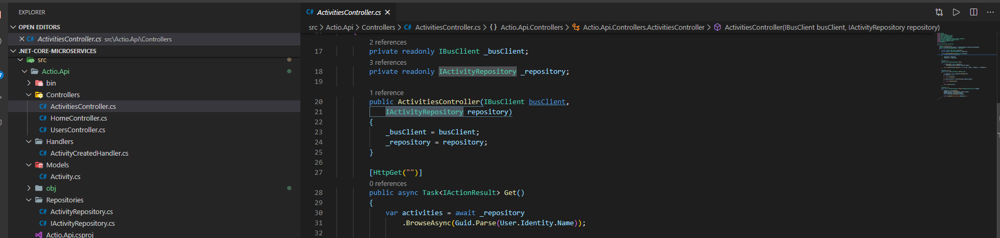 EXPLORER
OPEN EDITORS
ActivitiesController.cs src\Actio.Api\Controllers
.NET-CORE-MICROSERVICES
src
Actio.Api
bin
Controllers
ActivitiesController.cs
HomeController.cs
UsersController.cs
Handlers
ActivityCreatedHandler.cs
Models
Activity.cs
obj
Repositories
ActivityRepository.cs
IActivityRepository.cs
Actio.Api.csproj
ActivitiesController.cs
src > Actio.Api > Controllers > ActivitiesController.cs > {} Actio.Api.Controllers > Actio.Api.Controllers.ActivitiesController > ActivitiesController(IBusClient busClient, IActivityRepository repository)
2 references
17 private readonly IBusClient _busClient;
3 references
18 private readonly IActivityRepository _repository;
19
1 reference
20 public ActivitiesController(IBusClient busClient,
21 IActivityRepository repository)
22 {
23 _busClient = busClient;
24 _repository = repository;
25 }
26
27 [HttpGet("")]
0 references
28 public async Task<IActionResult> Get()
29 {
30 var activities = await _repository
31 .BrowseAsync(Guid.Parse(User.Identity.Name));
32